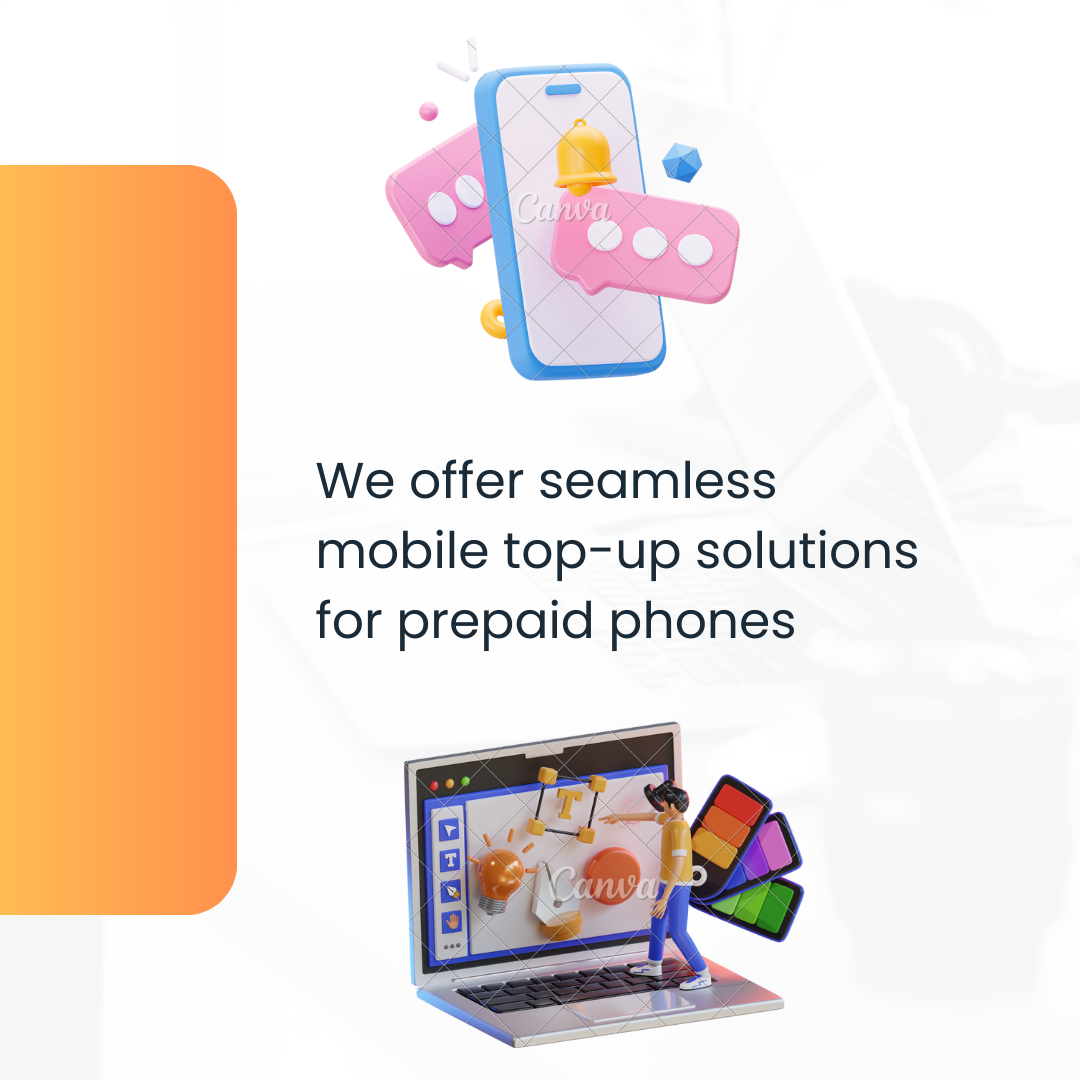 Canva
We offer seamless
mobile top-up solutions
for prepaid phones
T
T
Canva